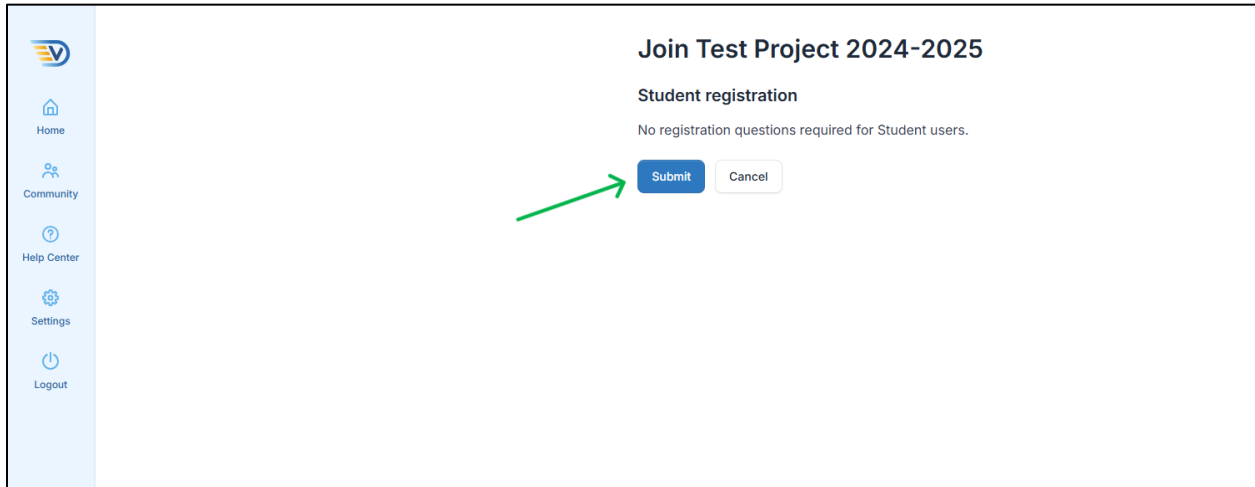 Join Test Project 2024-2025
Student registration
No registration questions required for Student users.
Submit
Cancel
Home
Community
Help Center
Settings
Logout